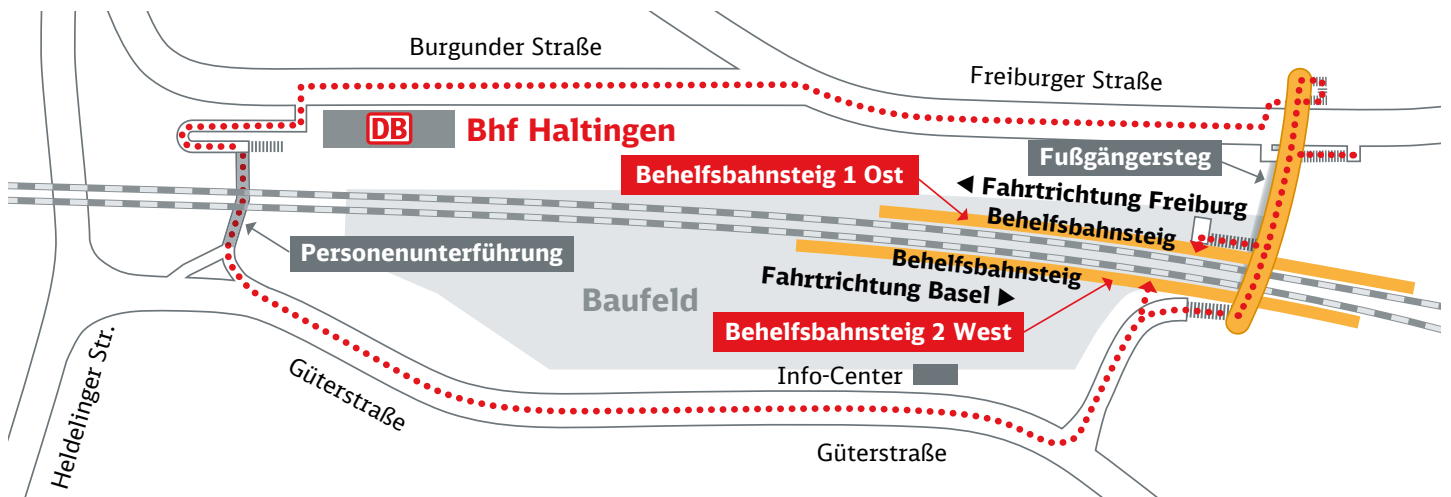 Burgunder Straße
Freiburger Straße
DB Bhf Haltingen
Fußgängersteg
Behelfsbahnsteig 1 Ost
◄ Fahrtrichtung Freiburg
Behelfsbahnsteig
Personenunterführung
Behelfsbahnsteig
Fahrtrichtung Basel ►
Baufeld
Behelfsbahnsteig 2 West
Info-Center
Heldelinger Str.
Güterstraße
Güterstraße